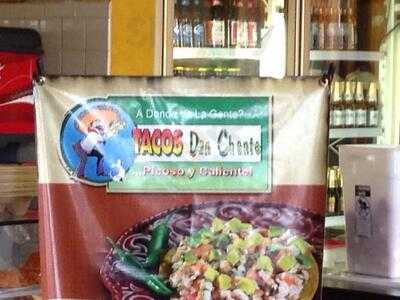 A Donde Va La Gente?
TACOS Don Chente
...Picoso y Caliente!